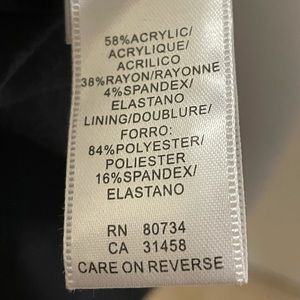 58%ACRYLIC/
ACRYLIQUE/
ACRILICO
38%RAYON/RAYONNE
4%SPANDEX/
ELASTANO
LINING/DOUBLURE/
FORRO:
84%POLYESTER/
POLIESTER
16%SPANDEX/
ELASTANO
RN 80734
CA 31458
CARE ON REVERSE